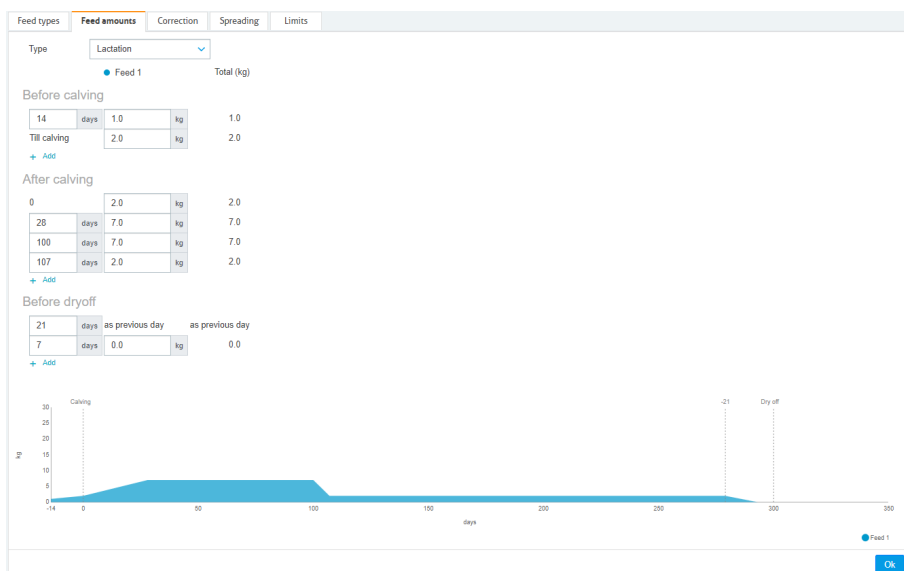 Feed types Feed amounts Correction Spreading Limits
Type Lactation
Feed 1 Total (kg)
Before calving
14 days 1.0 kg 1.0
Till calving 2.0 kg 2.0
+ Add
After calving
0 2.0 kg 2.0
28 days 7.0 kg 7.0
100 days 7.0 kg 7.0
107 days 2.0 kg 2.0
+ Add
Before dryoff
21 days as previous day as previous day
7 days 0.0 kg 0.0
+ Add
Calving -21 Dry off
30
25
20
15
10
5
0
kg
-14 0 50 100 150 200 250 300 350
days
Feed 1
Ok